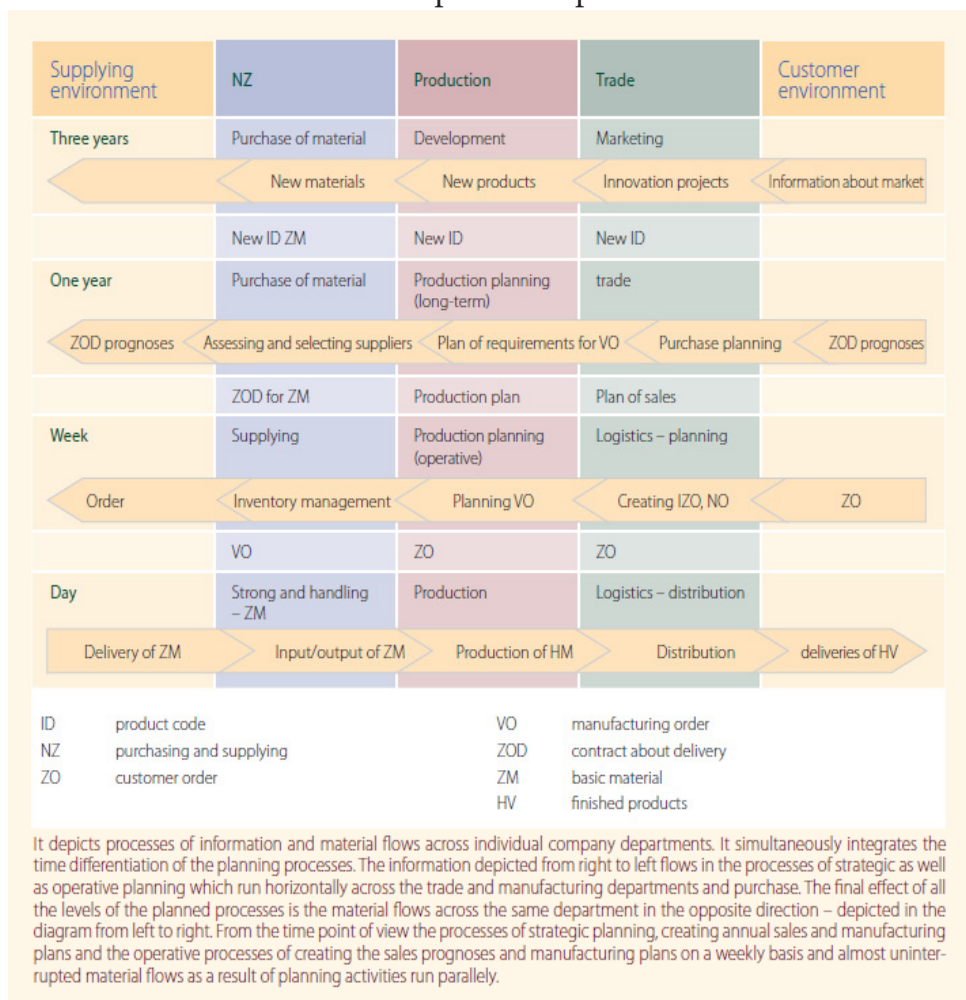 Supplying environment NZ Production Trade Customer environment
Three years Purchase of material Development Marketing
New materials New products Innovation projects Information about market
New ID ZM New ID New ID
One year Purchase of material Production planning (long-term) trade
ZOD prognoses Assessing and selecting suppliers Plan of requirements for VO Purchase planning ZOD prognoses
ZOD for ZM Production plan Plan of sales
Week Supplying Production planning (operative) Logistics – planning
Order Inventory management Planning VO Creating IZO, NO ZO
VO ZO ZO
Day Strong and handling – ZM Production Logistics – distribution
Delivery of ZM Input/output of ZM Production of HM Distribution deliveries of HV
ID product code
NZ purchasing and supplying
ZO customer order
VO manufacturing order
ZOD contract about delivery
ZM basic material
HV finished products
It depicts processes of information and material flows across individual company departments. It simultaneously integrates the
time differentiation of the planning processes. The information depicted from right to left flows in the processes of strategic as well
as operative planning which run horizontally across the trade and manufacturing departments and purchase. The final effect of all
the levels of the planned processes is the material flows across the same department in the opposite direction – depicted in the
diagram from left to right. From the time point of view the processes of strategic planning, creating annual sales and manufacturing
plans and the operative processes of creating the sales prognoses and manufacturing plans on a weekly basis and almost uninter-
rupted material flows as a result of planning activities run parallely.